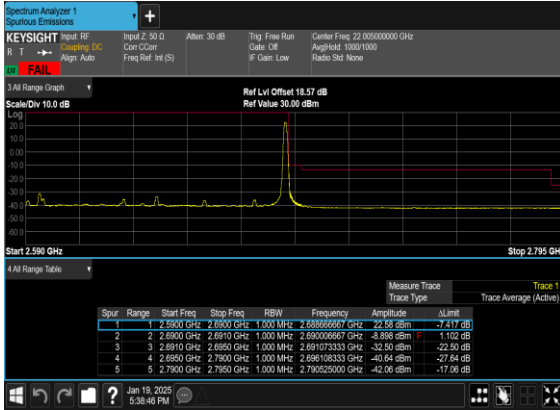 Spectrum Analyzer 1
Spurious Emissions
+
KEYSIGHT Input: RF Input Z: 50 Ω Atten: 30 dB Trig: Free Run Center Freq: 22.005000000 GHz
R T Coupling: DC Corr CCorr Gate: Off Avg|Hold: 1000/1000
Align: Auto Freq Ref: Int (S) IF Gain: Low Radio Std: None
FAIL
3 All Range Graph
Ref Lvl Offset 18.57 dB
Scale/Div 10.0 dB Ref Value 30.00 dBm
Log
20.0
10.0
0.00
-10.0
-20.0
-30.0
-40.0
-50.0
-60.0
Start 2.590 GHz Stop 2.795 GH
4 All Range Table
Measure Trace Trace 1
Trace Type Trace Average (Active)
Spur Range Start Freq Stop Freq RBW Frequency Amplitude ΔLimit
1 1 2.5900 GHz 2.6900 GHz 1.000 MHz 2.688666667 GHz 22.58 dBm -7.417 dB
2 2 2.6900 GHz 2.6910 GHz 1.000 MHz 2.690006667 GHz -8.898 dBm F 1.102 dB
3 3 2.6910 GHz 2.6950 GHz 1.000 MHz 2.691073333 GHz -32.50 dBm -22.50 dB
4 4 2.6950 GHz 2.7900 GHz 1.000 MHz 2.696108333 GHz -40.64 dBm -27.64 dB
5 5 2.7900 GHz 2.7950 GHz 1.000 MHz 2.790525000 GHz -42.06 dBm -17.06 dB
?
Jan 19, 2025
5:38:46 PM